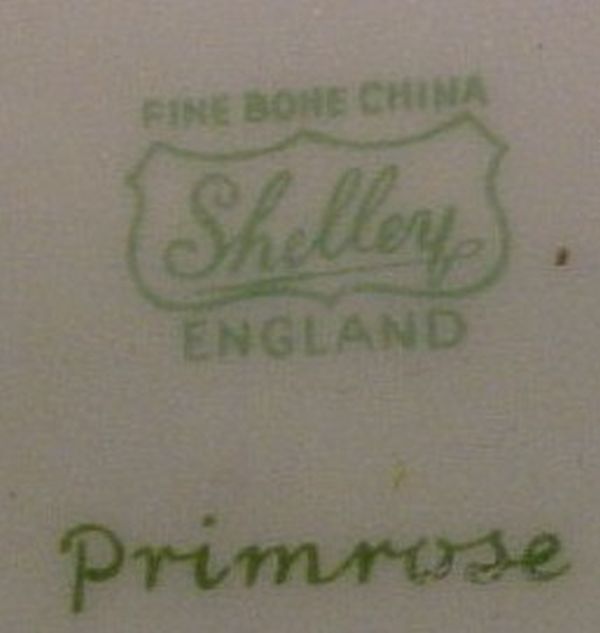 FINE BONE CHINA
Shelley
ENGLAND
Primrose